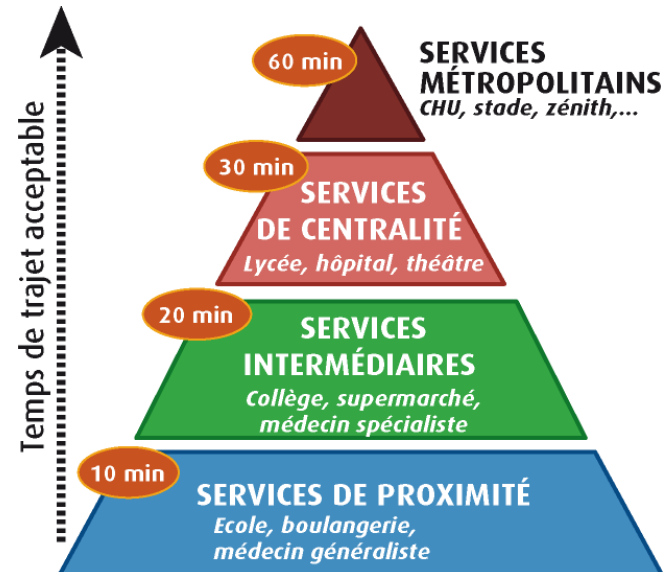 60 min
SERVICES
MÉTROPOLITAINS
CHU, stade, zénith,...
30 min
SERVICES
DE CENTRALITÉ
Lycée, hôpital, théâtre
20 min
SERVICES
INTERMÉDIAIRES
Collège, supermarché,
médecin spécialiste
10 min
SERVICES DE PROXIMITÉ
Ecole, boulangerie,
médecin généraliste
Temps de trajet acceptable